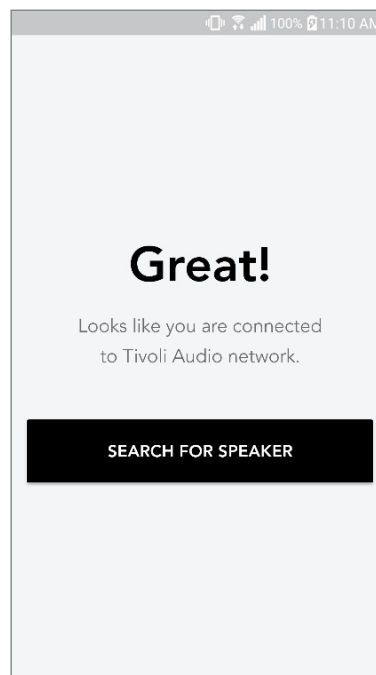 100% 11:10 AM
Great!
Looks like you are connected
to Tivoli Audio network.
SEARCH FOR SPEAKER